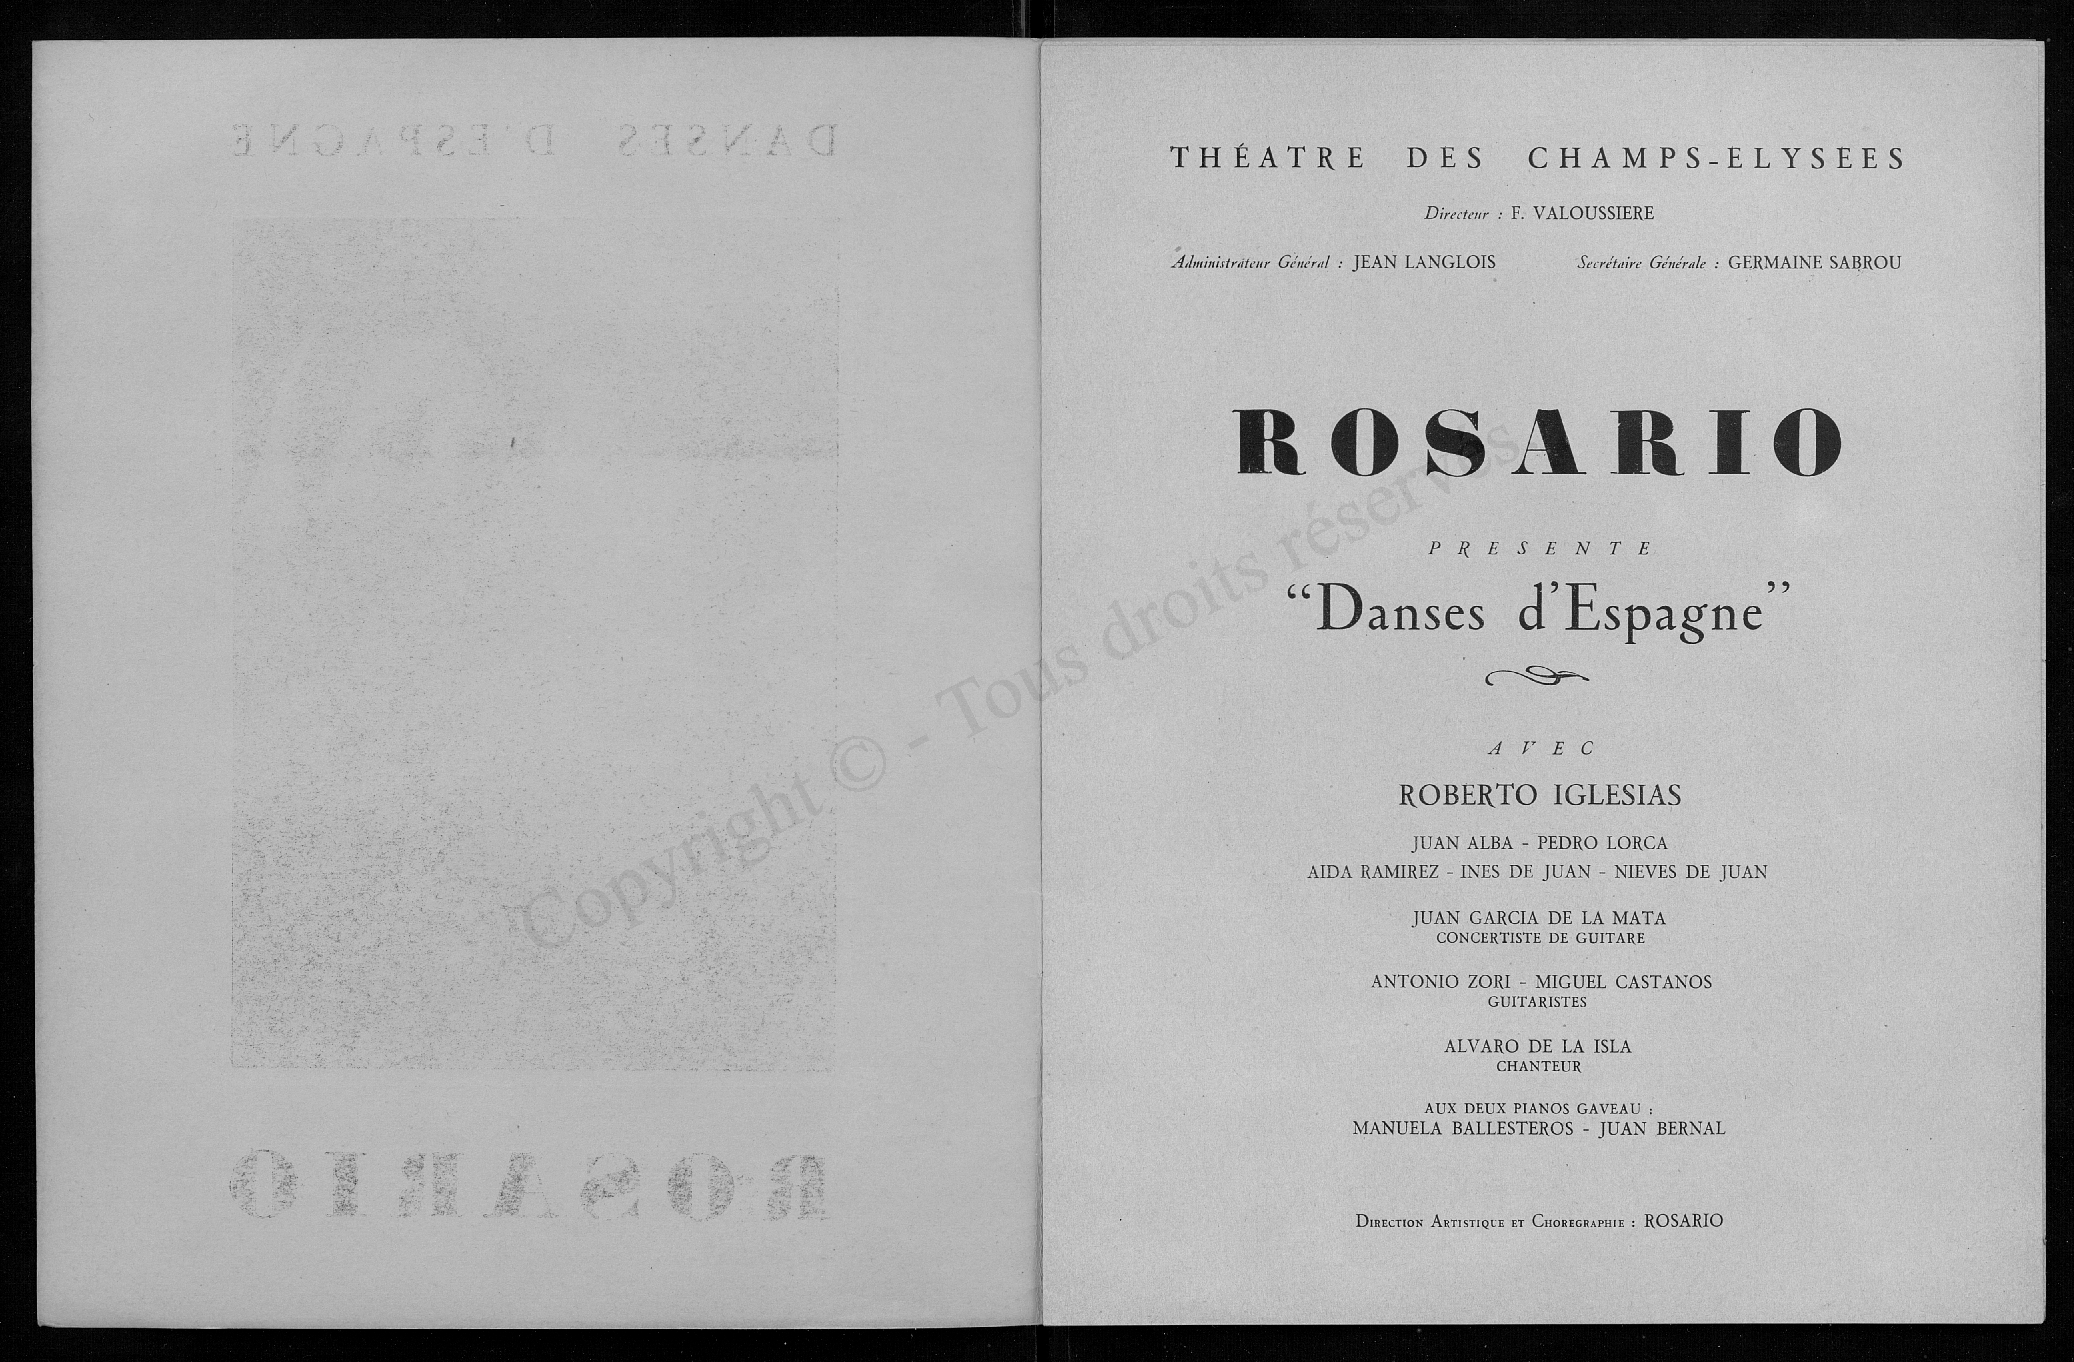 DANSES D'ESPAGNE
ROSARIO
THÉATRE DES CHAMPS-ELYSEES
Directeur : F. VALOUSSIERE
Administrateur Général : JEAN LANGLOIS Secrétaire Générale : GERMAINE SABROU
ROSARIO
PRESENTE
“Danses d’Espagne”
AVEC
ROBERTO IGLESIAS
JUAN ALBA - PEDRO LORCA
AIDA RAMIREZ - INES DE JUAN - NIEVES DE JUAN
JUAN GARCIA DE LA MATA
CONCERTISTE DE GUITARE
ANTONIO ZORI - MIGUEL CASTANOS
GUITARISTES
ALVARO DE LA ISLA
CHANTEUR
AUX DEUX PIANOS GAVEAU :
MANUELA BALLESTEROS - JUAN BERNAL
DIRECTION ARTISTIQUE ET CHOREGRAPHIE : ROSARIO
Copyright © - Tous droits réservés.